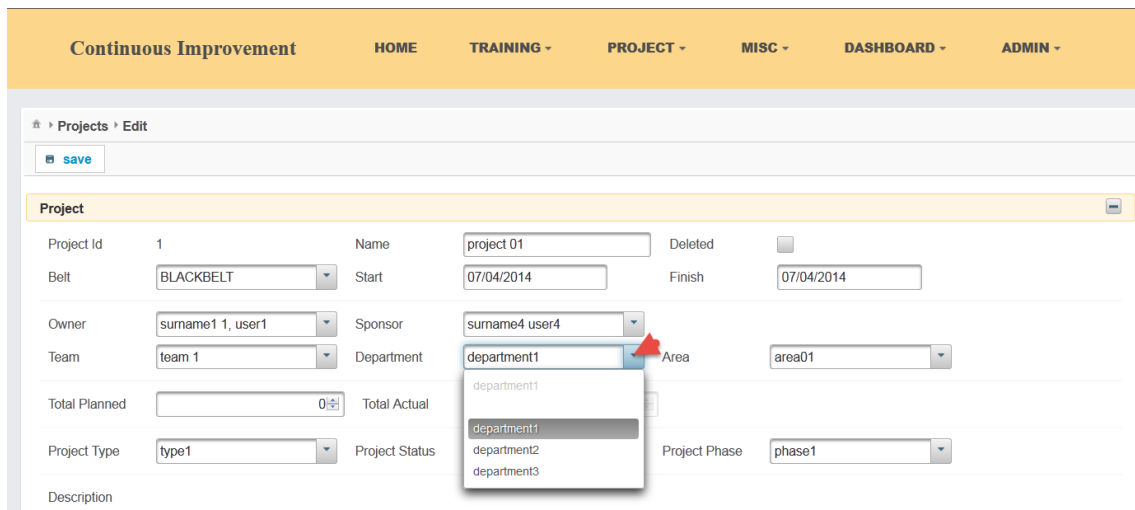 Continuous Improvement HOME TRAINING PROJECT MISC DASHBOARD ADMIN
Projects Edit
save
Project
Project Id 1 Name project 01 Deleted
Belt BLACKBELT Start 07/04/2014 Finish 07/04/2014
Owner surname1 1, user1 Sponsor surname4 user4
Team team 1 Department department1 Area area01
department1
Total Planned 0 Total Actual
department1
Project Type type1 Project Status department2 Project Phase phase1
department3
Description